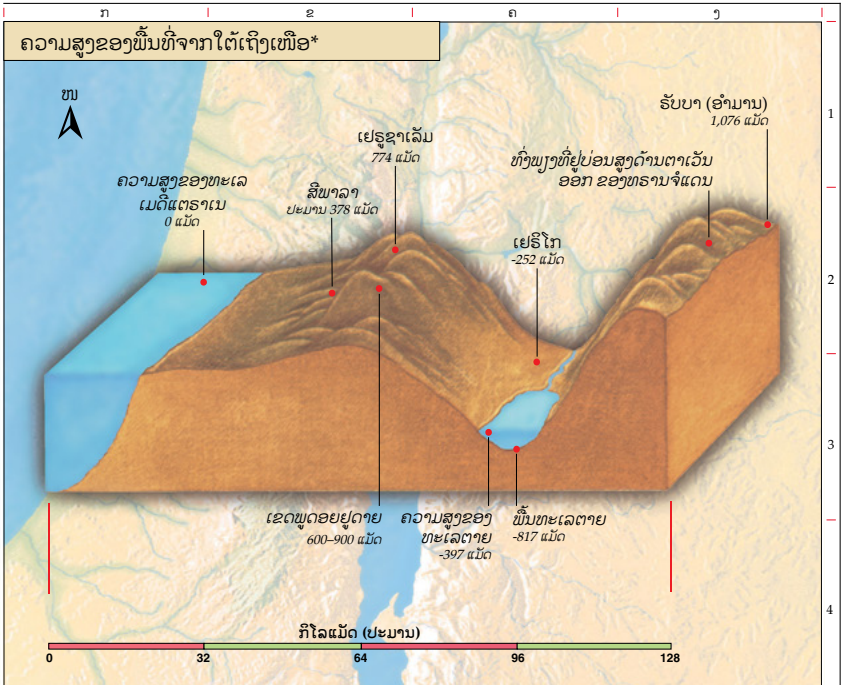 ກ ຂ ຄ ງ
ຄວາມສູງຂອງພື້ນທີ່ຈາກໃຕ້ເຖິງເໜືອ*
ໜ
ຣັບບາ (ອຳມານ)
1,076 ແມັດ
1
ເຢຣູຊາເລັມ
774 ແມັດ
ທົ່ງພຽງທີ່ຢູ່ບ່ອນສູງດ້ານຕາເວັນ
ອອກ ຂອງທຣານຈໍແດນ
ຄວາມສູງຂອງທະເລ
ເມດີແຕຣາເນ
0 ແມັດ
ສີພາລາ
ປະມານ 378 ແມັດ
ເຢຣິໂກ
-252 ແມັດ
2
3
ເຂດພູດອຍຢູດາຍ
600–900 ແມັດ
ຄວາມສູງຂອງ
ທະເລຕາຍ
-397 ແມັດ
ພື້ນທະເລຕາຍ
-817 ແມັດ
4
ກິໂລແມັດ (ປະມານ)
0 32 64 96 128